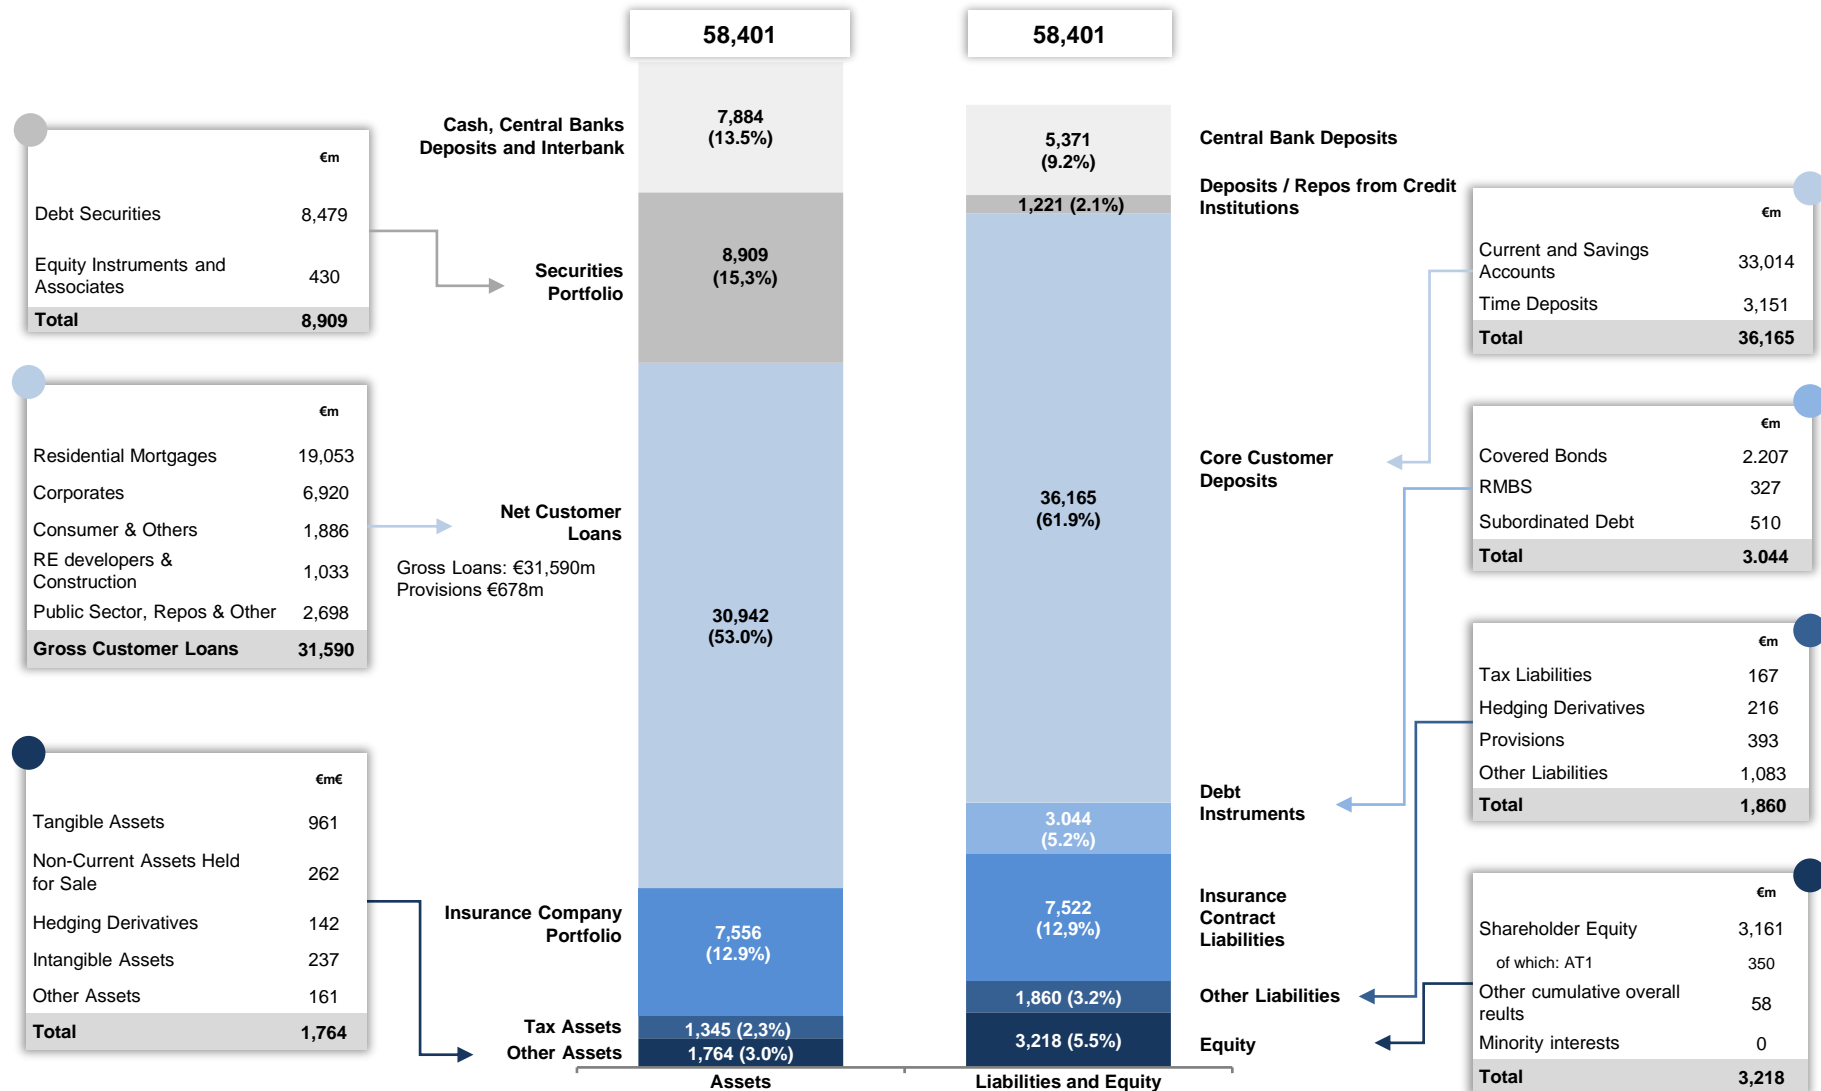 58,401
58,401
€m
Debt Securities 8,479
Equity Instruments and
Associates 430
Total 8,909
€m
Residential Mortgages 19,053
Corporates 6,920
Consumer & Others 1,886
RE developers &
Construction 1,033
Public Sector, Repos & Other 2,698
Gross Customer Loans 31,590
€m€
Tangible Assets 961
Non-Current Assets Held
for Sale 262
Hedging Derivatives 142
Intangible Assets 237
Other Assets 161
Total 1,764
Cash, Central Banks
Deposits and Interbank
Securities
Portfolio
Net Customer
Loans
Gross Loans: €31,590m
Provisions €678m
Insurance Company
Portfolio
Tax Assets
Other Assets
7,884
(13.5%)
8,909
(15,3%)
30,942
(53.0%)
7,556
(12.9%)
1,345 (2,3%)
1,764 (3.0%)
Assets
5,371
(9.2%)
1,221 (2.1%)
36,165
(61.9%)
3.044
(5.2%)
7,522
(12,9%)
1,860 (3.2%)
3,218 (5.5%)
Liabilities and Equity
Central Bank Deposits
Deposits / Repos from Credit
Institutions
Core Customer
Deposits
Debt
Instruments
Insurance
Contract
Liabilities
Other Liabilities
Equity
€m
Current and Savings
Accounts 33,014
Time Deposits 3,151
Total 36,165
€m
Covered Bonds 2.207
RMBS 327
Subordinated Debt 510
Total 3.044
€m
Tax Liabilities 167
Hedging Derivatives 216
Provisions 393
Other Liabilities 1,083
Total 1,860
€m
Shareholder Equity 3,161
of which: AT1 350
Other cumulative overall
reults 58
Minority interests 0
Total 3,218